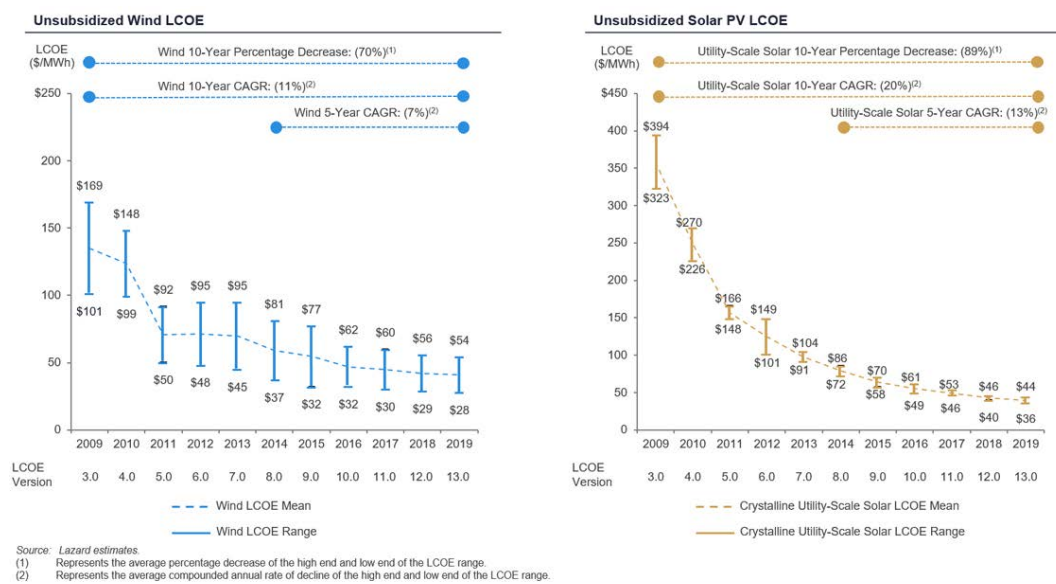 Unsubsidized Wind LCOE
LCOE
($/MWh)
Wind 10-Year Percentage Decrease: (70%)(1)
Wind 10-Year CAGR: (11%)(2)
Wind 5-Year CAGR: (7%)(2)
$250
200
150
100
50
0
$169
$101
$148
$99
$92
$50
$95
$48
$95
$45
$81
$37
$77
$32
$62
$32
$60
$30
$56
$29
$54
$28
2009 2010 2011 2012 2013 2014 2015 2016 2017 2018 2019
LCOE
Version
3.0 4.0 5.0 6.0 7.0 8.0 9.0 10.0 11.0 12.0 13.0
Wind LCOE Mean
Wind LCOE Range
Unsubsidized Solar PV LCOE
LCOE
($/MWh)
Utility-Scale Solar 10-Year Percentage Decrease: (89%)(1)
Utility-Scale Solar 10-Year CAGR: (20%)(2)
Utility-Scale Solar 5-Year CAGR: (13%)(2)
$450
400
350
300
250
200
150
100
50
0
$394
$323
$270
$226
$166
$148
$149
$101
$104
$91
$86
$72
$70
$58
$61
$49
$53
$46
$46
$40
$44
$36
2009 2010 2011 2012 2013 2014 2015 2016 2017 2018 2019
LCOE
Version
3.0 4.0 5.0 6.0 7.0 8.0 9.0 10.0 11.0 12.0 13.0
Crystalline Utility-Scale Solar LCOE Mean
Crystalline Utility-Scale Solar LCOE Range
Source: Lazard estimates.
(1) Represents the average percentage decrease of the high end and low end of the LCOE range.
(2) Represents the average compounded annual rate of decline of the high end and low end of the LCOE range.